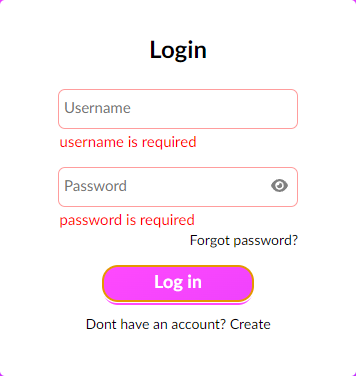 Login
Username
username is required
Password
password is required
Forgot password?
Log in
Dont have an account? Create